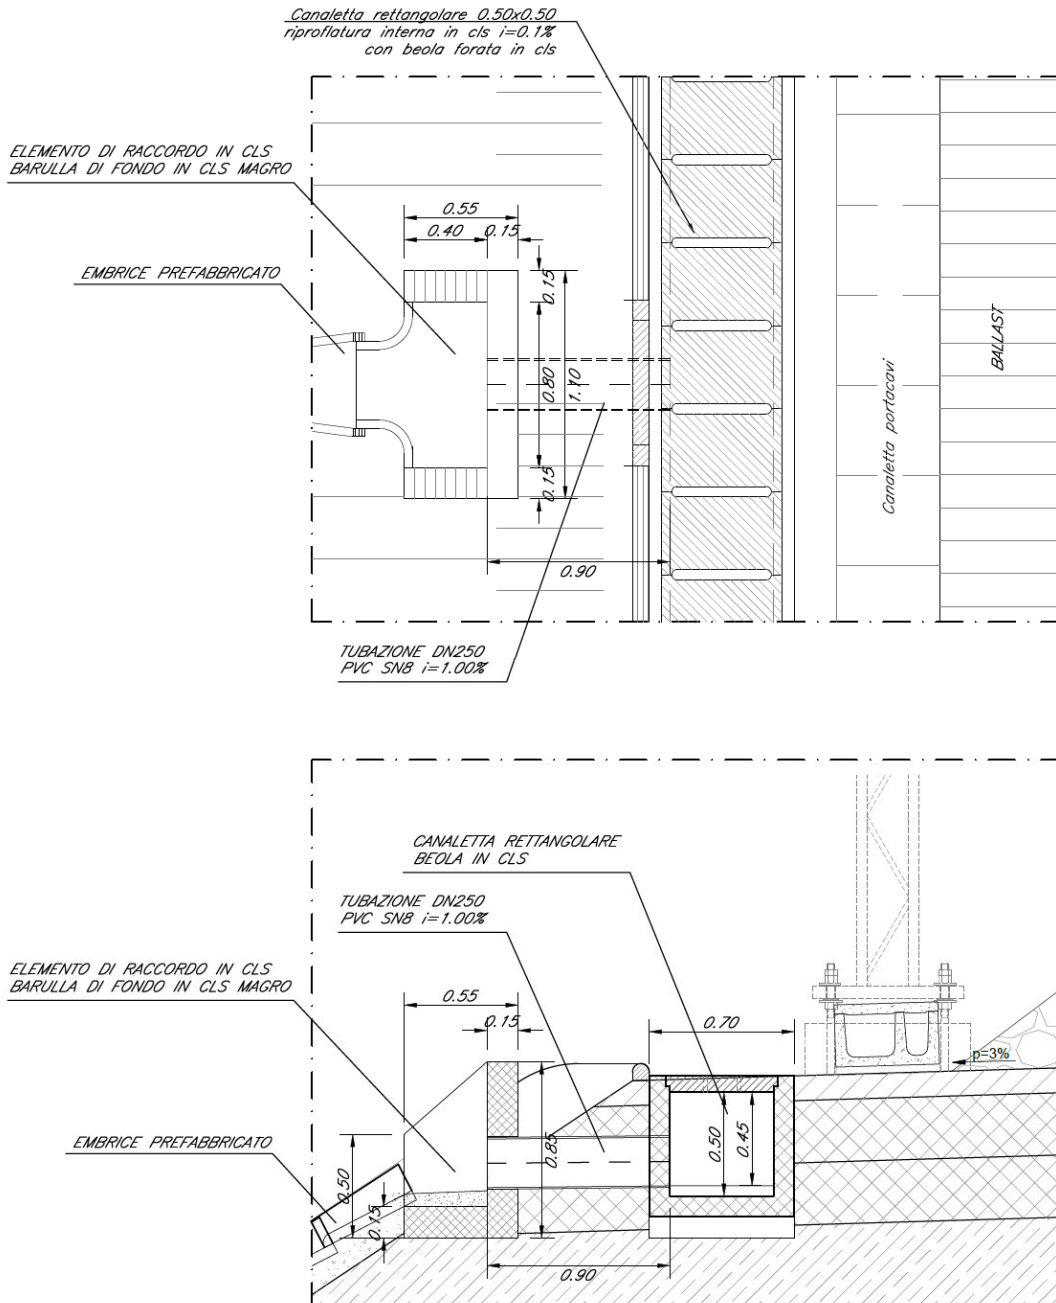 Canaletta rettangolare 0.50x0.50
riproflatura interna in cls i=0.1%
con beola forata in cls
ELEMENTO DI RACCORDO IN CLS
BARULLA DI FONDO IN CLS MAGRO
0.55
0.40
0.15
EMBRICE PREFABBRICATO
0.15
0.80
1.10
0.15
BALLAST
Canaletta portacavi
0.90
TUBAZIONE DN250
PVC SN8 i=1.00%
CANALETTA RETTANGOLARE
BEOLA IN CLS
TUBAZIONE DN250
PVC SN8 i=1.00%
ELEMENTO DI RACCORDO IN CLS
BARULLA DI FONDO IN CLS MAGRO
0.55
0.15
0.70
p=3%
EMBRICE PREFABBRICATO
0.50
0.15
0.85
0.50
0.45
0.90